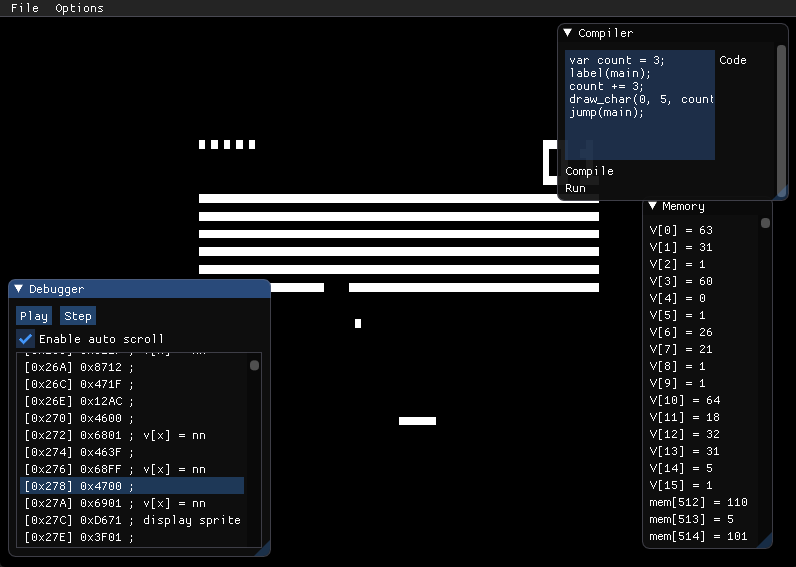 File Options
Compiler
var count = 3;
label(main);
count += 3;
draw_char(0, 5, count
jump(main);
Code
Compile
Run
Memory
V[0] = 63
V[1] = 31
V[2] = 1
V[3] = 60
V[4] = 0
V[5] = 1
V[6] = 26
V[7] = 21
V[8] = 1
V[9] = 1
V[10] = 64
V[11] = 18
V[12] = 32
V[13] = 31
V[14] = 5
V[15] = 1
mem[512] = 110
mem[513] = 5
mem[514] = 101
Debugger
Play Step
Enable auto scroll
[0x26A] 0x8712 ;
[0x26C] 0x471F ;
[0x26E] 0x12AC ;
[0x270] 0x4600 ;
[0x272] 0x6801 ; v[x] = nn
[0x274] 0x463F ;
[0x276] 0x68FF ; v[x] = nn
[0x278] 0x4700 ;
[0x27A] 0x6901 ; v[x] = nn
[0x27C] 0xD671 ; display sprite
[0x27E] 0x3F01 ;